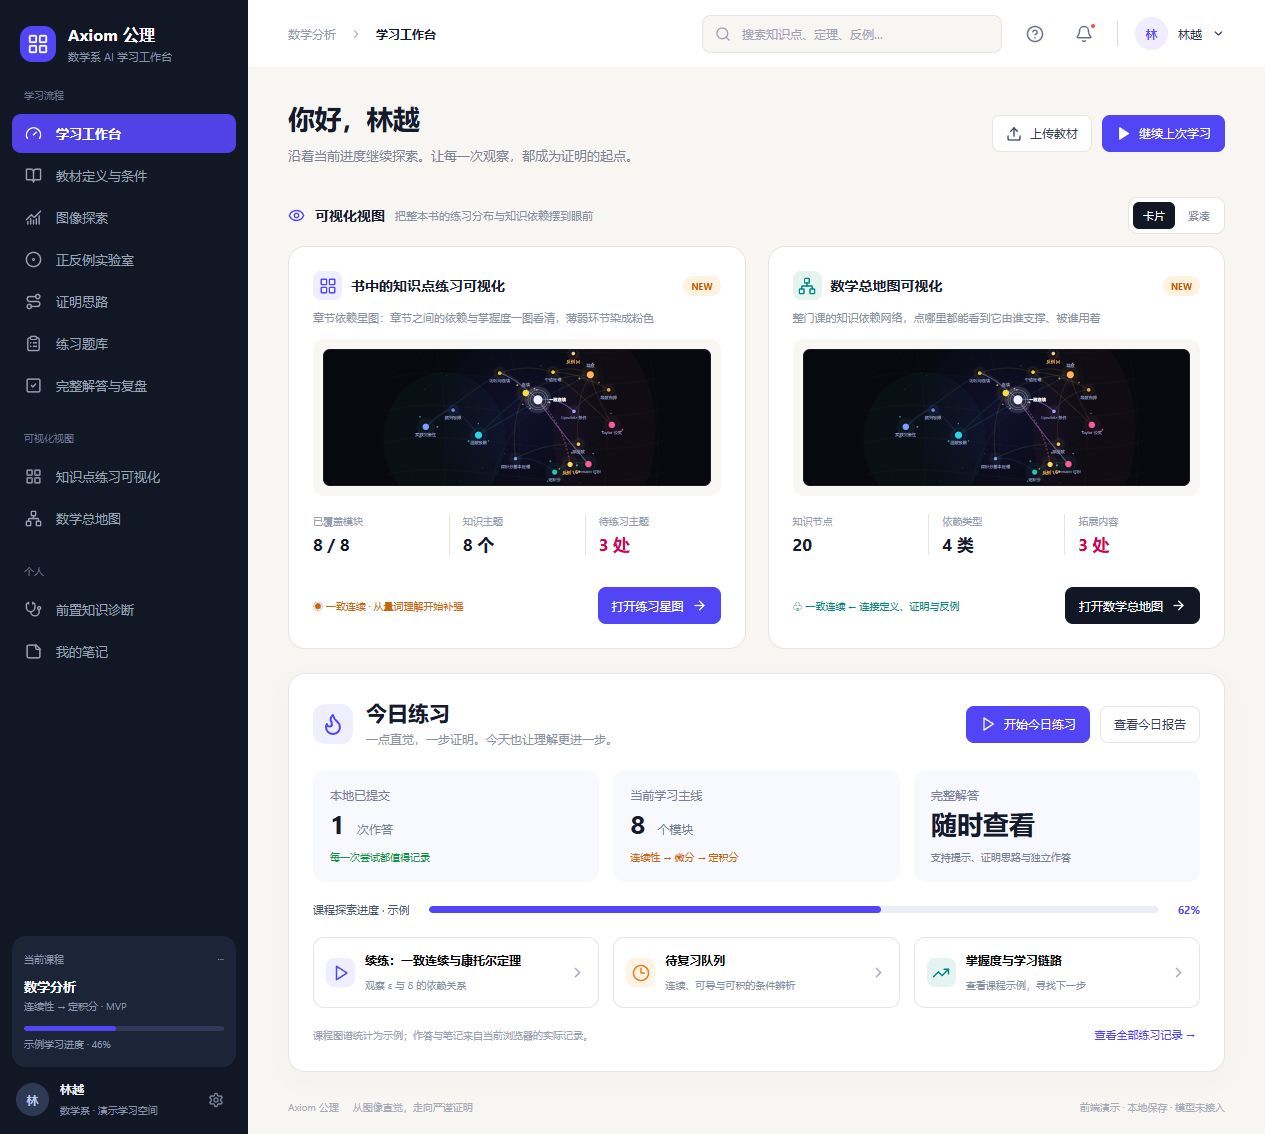 Axiom 公理
数学系 AI 学习工作台
学习流程
学习工作台
教材定义与条件
图像探索
正反例实验室
证明思路
练习题库
完整解答与复盘
可视化视图
知识点练习可视化
数学总地图
个人
前置知识诊断
我的笔记
当前课程
数学分析
连续性 → 定积分 · MVP
示例学习进度 · 46%
林
林越
数学系 · 演示学习空间
数学分析
学习工作台
搜索知识点、定理、反例...
林
林越
你好，林越
沿着当前进度继续探索。让每一次观察，都成为证明的起点。
上传教材
继续上次学习
可视化视图
把整本书的练习分布与知识依赖摆到眼前
卡片
紧凑
书中的知识点练习可视化
NEW
章节依赖星图：章节之间的依赖与掌握度一图看清，薄弱环节染成粉色
一致连续
已覆盖模块
8 / 8
知识主题
8 个
待练习主题
3 处
一致连续 · 从量词理解开始补强
打开练习星图
数学总地图可视化
NEW
整门课的知识依赖网络，点哪里都能看到它由谁支撑、被谁用着
一致连续
知识节点
20
依赖类型
4 类
拓展内容
3 处
一致连续 ← 连接定义、证明与反例
打开数学总地图
今日练习
一点直觉，一步证明。今天也让理解更进一步。
开始今日练习
查看今日报告
本地已提交
1 次作答
每一次尝试都值得记录
当前学习主线
8 个模块
连续性 → 微分 → 定积分
完整解答
随时查看
支持提示、证明思路与独立作答
课程探索进度 · 示例
62%
续练：一致连续与康托尔定理
观察 ε 与 δ 的依赖关系
待复习队列
连续、可导与可积的条件辨析
掌握度与学习链路
查看课程示例，寻找下一步
课程图谱统计为示例；作答与笔记来自当前浏览器的实际记录。
查看全部练习记录 →
Axiom 公理
从图像直觉，走向严谨证明
前端演示 · 本地保存 · 模型未接入